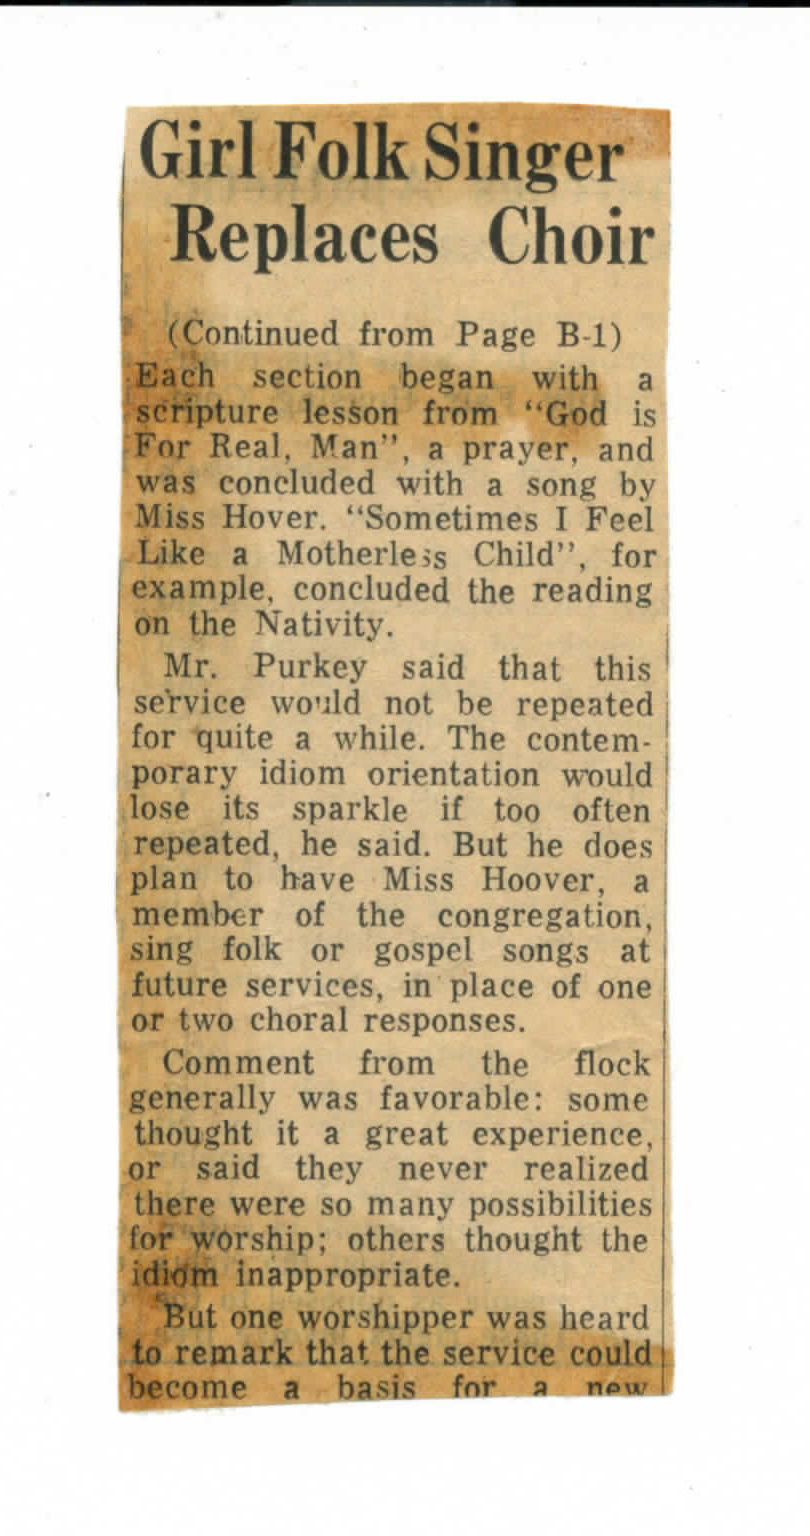 Girl Folk Singer
Replaces Choir
(Continued from Page B-1)
Each section began with a
scripture lesson from "God is
For Real, Man", a prayer, and
was concluded with a song by
Miss Hover. "Sometimes I Feel
Like a Motherless Child", for
example, concluded the reading
on the Nativity.
Mr. Purkey said that this
service would not be repeated
for quite a while. The contem-
porary idiom orientation would
lose its sparkle if too often
repeated, he said. But he does
plan to have Miss Hoover, a
member of the congregation,
sing folk or gospel songs at
future services, in place of one
or two choral responses.
Comment from the flock
generally was favorable: some
thought it a great experience,
or said they never realized
there were so many possibilities
for worship; others thought the
idiom inappropriate.
But one worshipper was heard
to remark that the service could
become a basis for a new